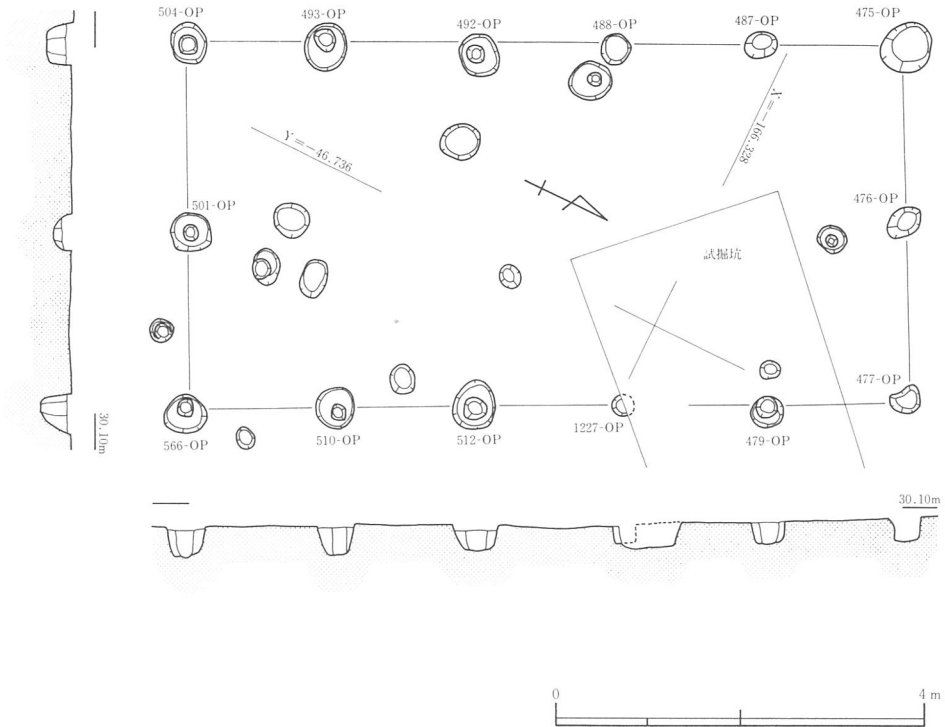 504-OP
493-OP
492-OP
488-OP
487-OP
475-OP
Y=-46.736
X=-166.328
501-OP
476-OP
試掘坑
477-OP
566-OP
510-OP
512-OP
1227-OP
479-OP
30.10m
30.10m
0
4m